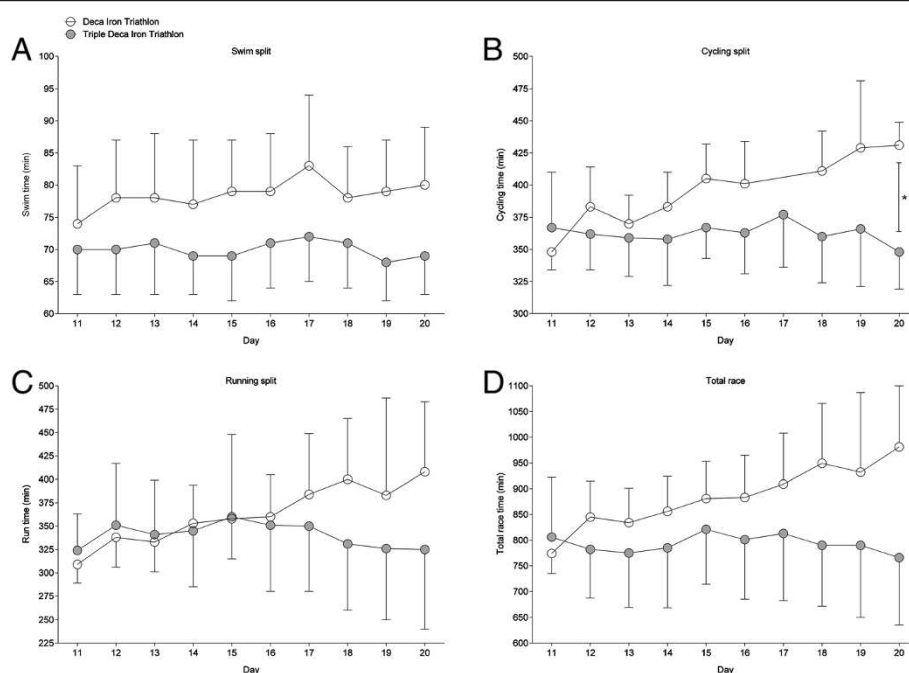 Deca Iron Triathlon
Triple Deca Iron Triathlon
A
Swim split
100
95
90
85
80
75
70
65
60
Swim time (min)
11 12 13 14 15 16 17 18 19 20
Day
B
Cycling split
500
475
450
425
400
375
350
325
300
Cycling time (min)
*
11 12 13 14 15 16 17 18 19 20
Day
C
Running split
500
475
450
425
400
375
350
325
300
275
250
225
Run time (min)
11 12 13 14 15 16 17 18 19 20
Day
D
Total race
1100
1050
1000
950
900
850
800
750
700
650
600
Total race time (min)
11 12 13 14 15 16 17 18 19 20
Day